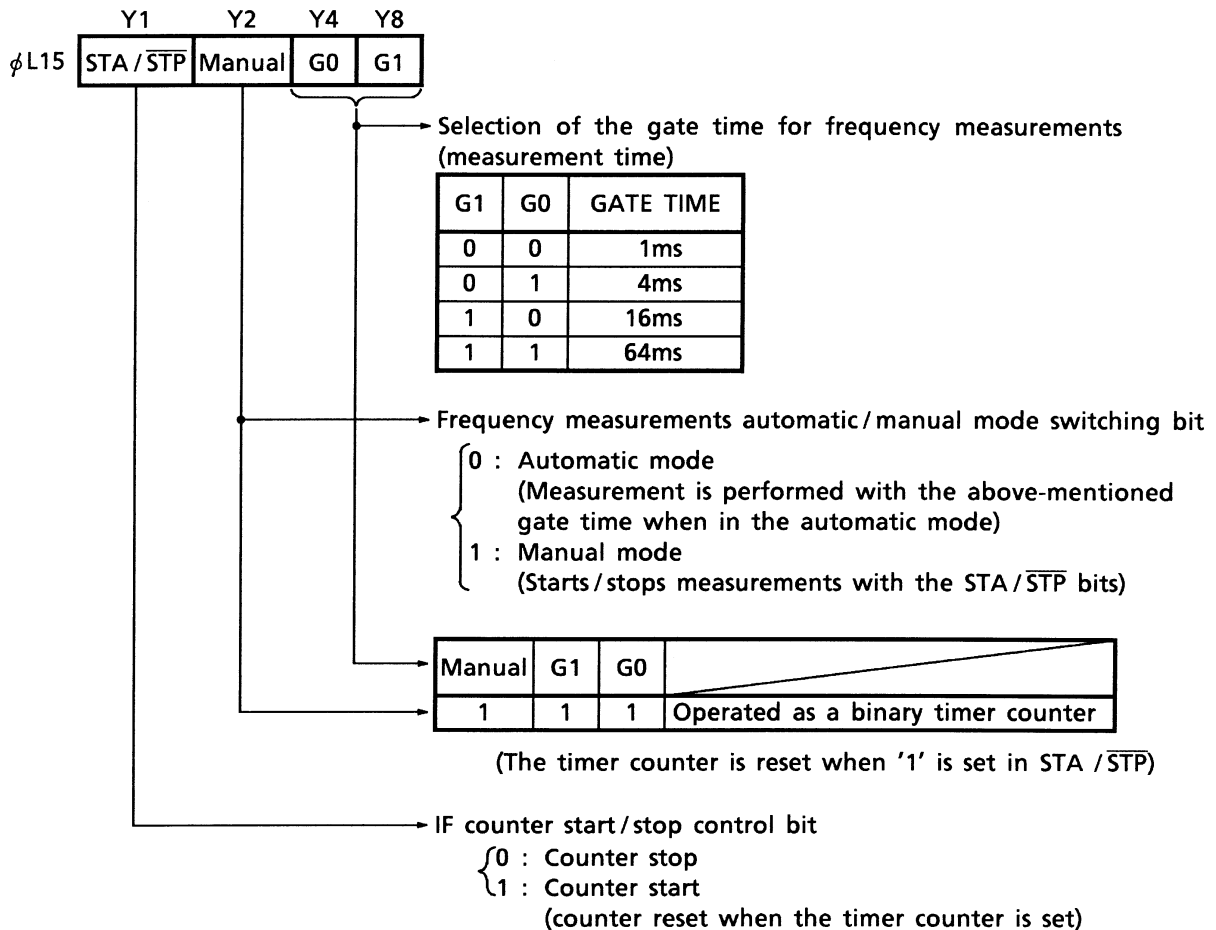 Y1 Y2 Y4 Y8
φL15 STA/S̅T̅P̅ Manual G0 G1
Selection of the gate time for frequency measurements
(measurement time)
G1 G0 GATE TIME
0 0 1ms
0 1 4ms
1 0 16ms
1 1 64ms
Frequency measurements automatic/manual mode switching bit
0 : Automatic mode
(Measurement is performed with the above-mentioned
gate time when in the automatic mode)
1 : Manual mode
(Starts/stops measurements with the STA/S̅T̅P̅ bits)
Manual G1 G0
1 1 1 Operated as a binary timer counter
(The timer counter is reset when '1' is set in STA /S̅T̅P̅)
IF counter start/stop control bit
0 : Counter stop
1 : Counter start
(counter reset when the timer counter is set)